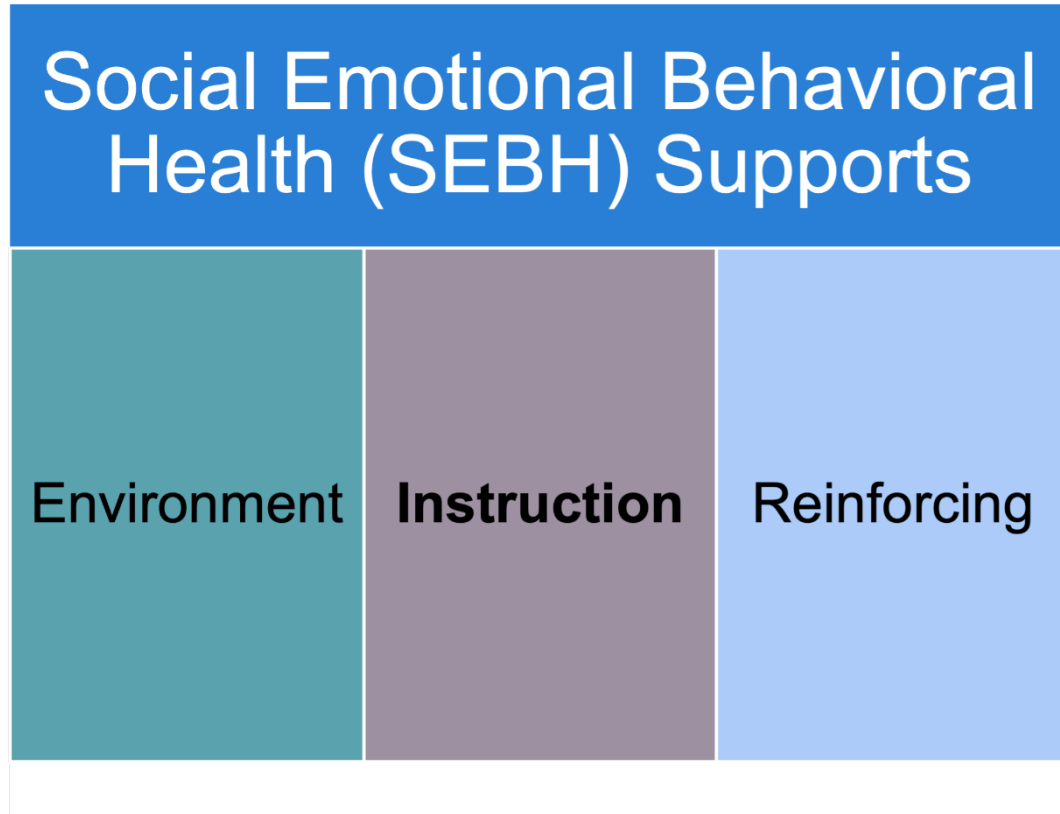 Social Emotional Behavioral
Health (SEBH) Supports
Environment
Instruction
Reinforcing